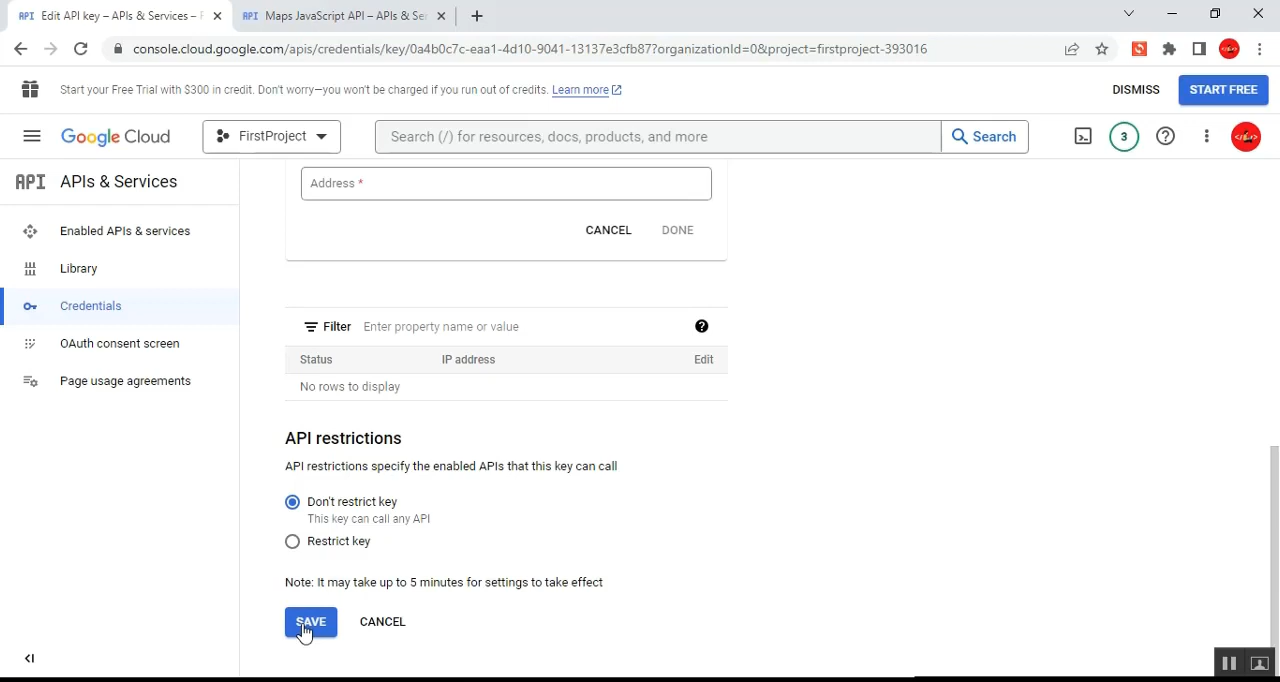 API Edit API key – APIs & Services – F
API Maps JavaScript API – APIs & Ser
console.cloud.google.com/apis/credentials/key/0a4b0c7c-eaa1-4d10-9041-13137e3cfb87?organizationId=0&project=firstproject-393016
Start your Free Trial with $300 in credit. Don't worry—you won't be charged if you run out of credits. Learn more
DISMISS
START FREE
Google Cloud
FirstProject
Search (/) for resources, docs, products, and more
Search
3
API APIs & Services
Enabled APIs & services
Library
Credentials
OAuth consent screen
Page usage agreements
Address *
CANCEL
DONE
Filter Enter property name or value
Status IP address Edit
No rows to display
API restrictions
API restrictions specify the enabled APIs that this key can call
Don't restrict key
This key can call any API
Restrict key
Note: It may take up to 5 minutes for settings to take effect
SAVE
CANCEL